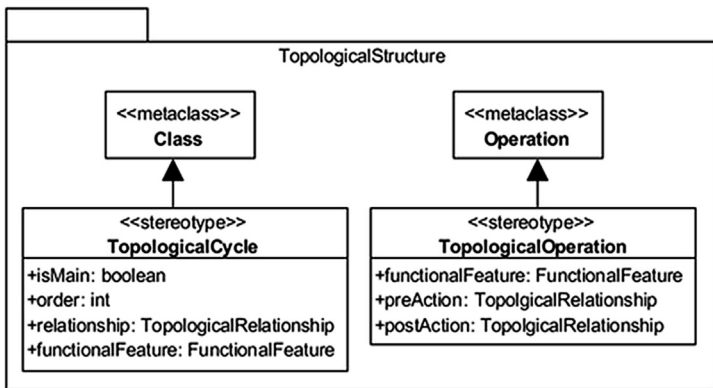 TopologicalStructure
<<metaclass>>
Class
<<metaclass>>
Operation
<<stereotype>>
TopologicalCycle
+isMain: boolean
+order: int
+relationship: TopologicalRelationship
+functionalFeature: FunctionalFeature
<<stereotype>>
TopologicalOperation
+functionalFeature: FunctionalFeature
+preAction: TopolgicalRelationship
+postAction: TopolgicalRelationship